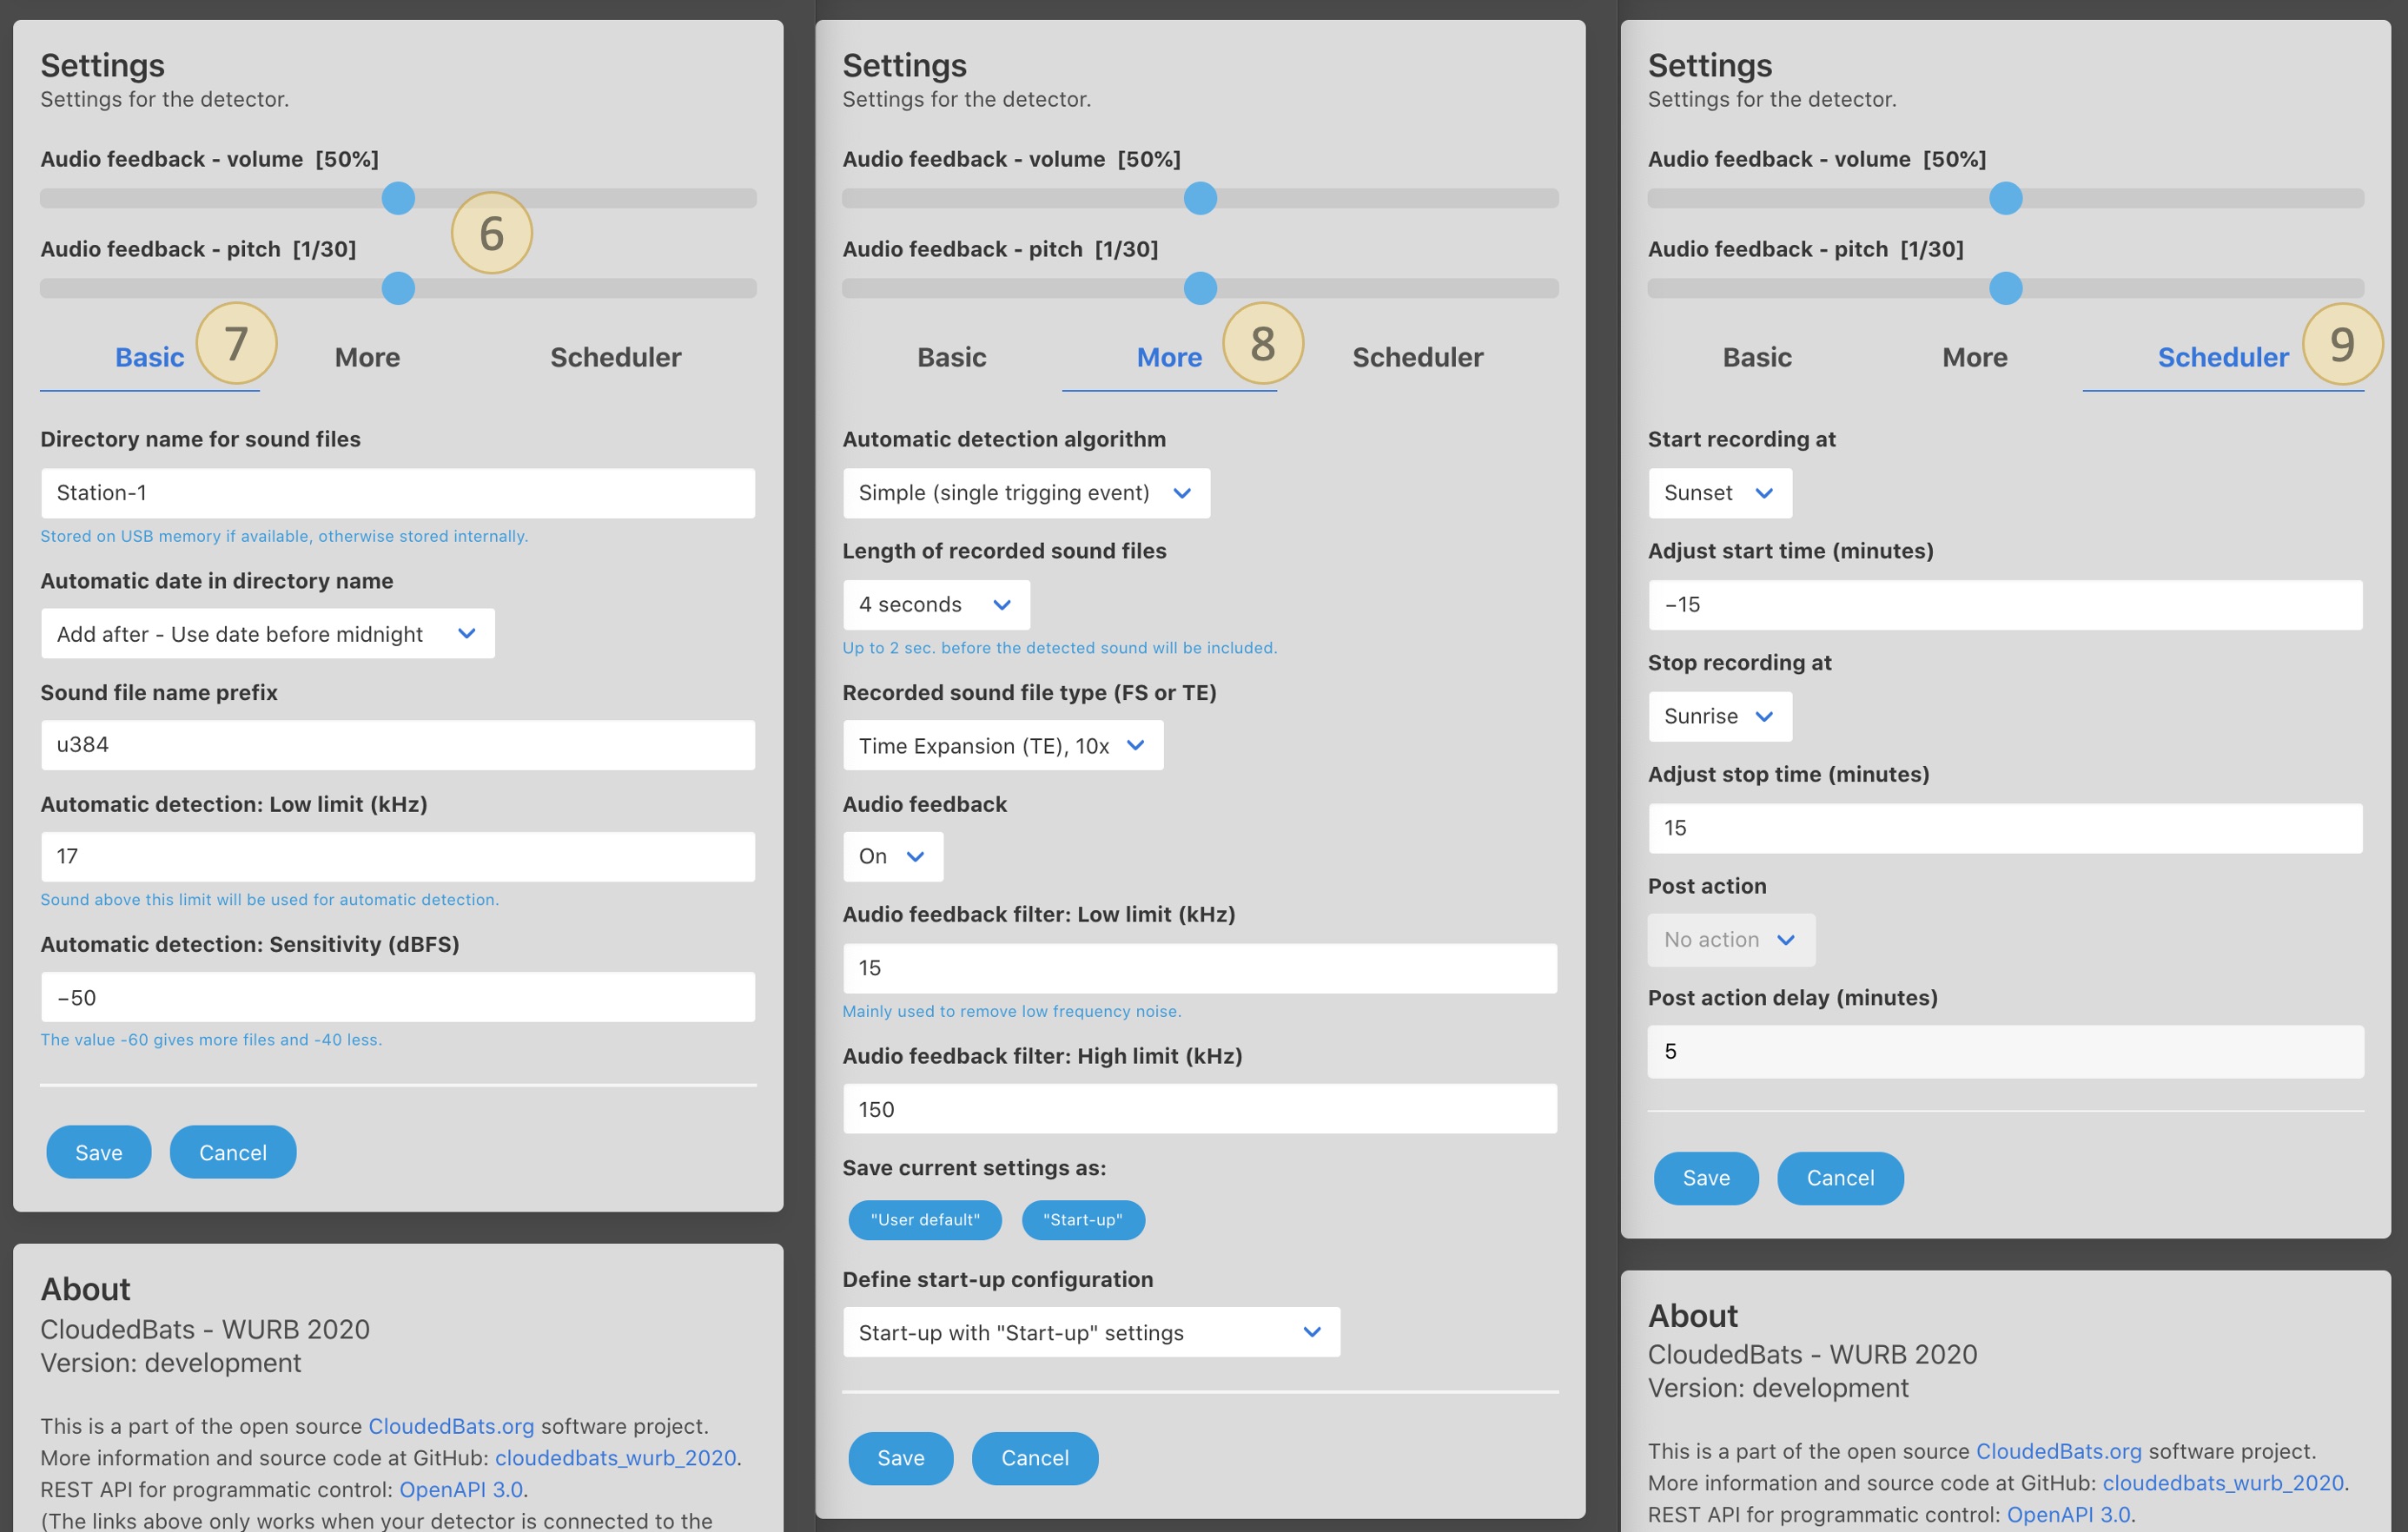 Settings
Settings for the detector.
Audio feedback - volume [50%]
6
Audio feedback - pitch [1/30]
7
Basic More Scheduler
Directory name for sound files
Station-1
Stored on USB memory if available, otherwise stored internally.
Automatic date in directory name
Add after - Use date before midnight
Sound file name prefix
u384
Automatic detection: Low limit (kHz)
17
Sound above this limit will be used for automatic detection.
Automatic detection: Sensitivity (dBFS)
−50
The value -60 gives more files and -40 less.
Save Cancel
About
CloudedBats - WURB 2020
Version: development
This is a part of the open source CloudedBats.org software project.
More information and source code at GitHub: cloudedbats_wurb_2020.
REST API for programmatic control: OpenAPI 3.0.
(The links above only works when your detector is connected to the
Settings
Settings for the detector.
Audio feedback - volume [50%]
Audio feedback - pitch [1/30]
8
Basic More Scheduler
Automatic detection algorithm
Simple (single trigging event)
Length of recorded sound files
4 seconds
Up to 2 sec. before the detected sound will be included.
Recorded sound file type (FS or TE)
Time Expansion (TE), 10x
Audio feedback
On
Audio feedback filter: Low limit (kHz)
15
Mainly used to remove low frequency noise.
Audio feedback filter: High limit (kHz)
150
Save current settings as:
"User default" "Start-up"
Define start-up configuration
Start-up with "Start-up" settings
Save Cancel
Settings
Settings for the detector.
Audio feedback - volume [50%]
Audio feedback - pitch [1/30]
9
Basic More Scheduler
Start recording at
Sunset
Adjust start time (minutes)
−15
Stop recording at
Sunrise
Adjust stop time (minutes)
15
Post action
No action
Post action delay (minutes)
5
Save Cancel
About
CloudedBats - WURB 2020
Version: development
This is a part of the open source CloudedBats.org software project.
More information and source code at GitHub: cloudedbats_wurb_2020.
REST API for programmatic control: OpenAPI 3.0.